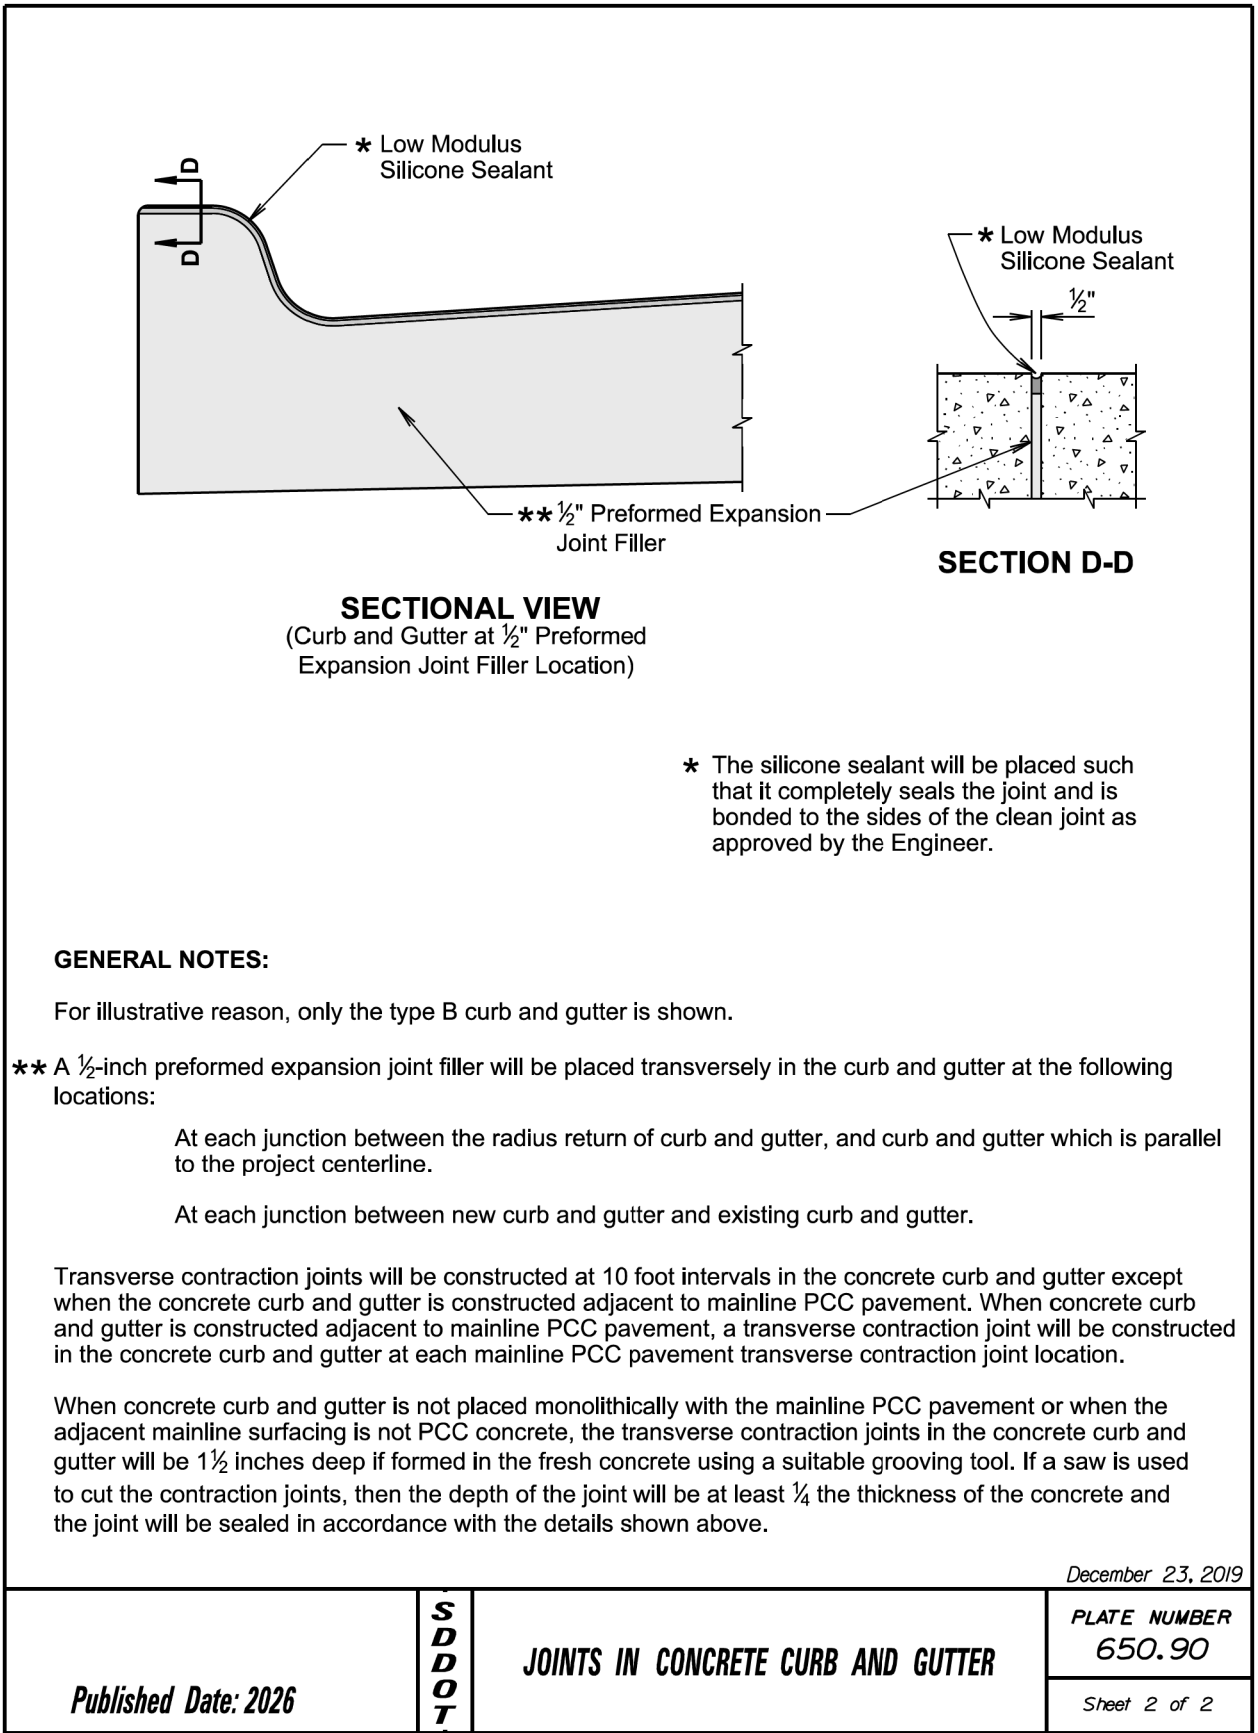 * Low Modulus
Silicone Sealant
D
D
* Low Modulus
Silicone Sealant
½"
** ½" Preformed Expansion
Joint Filler
SECTION D-D
SECTIONAL VIEW
(Curb and Gutter at ½" Preformed
Expansion Joint Filler Location)
* The silicone sealant will be placed such
that it completely seals the joint and is
bonded to the sides of the clean joint as
approved by the Engineer.
GENERAL NOTES:
For illustrative reason, only the type B curb and gutter is shown.
** A ½-inch preformed expansion joint filler will be placed transversely in the curb and gutter at the following
locations:
At each junction between the radius return of curb and gutter, and curb and gutter which is parallel
to the project centerline.
At each junction between new curb and gutter and existing curb and gutter.
Transverse contraction joints will be constructed at 10 foot intervals in the concrete curb and gutter except
when the concrete curb and gutter is constructed adjacent to mainline PCC pavement. When concrete curb
and gutter is constructed adjacent to mainline PCC pavement, a transverse contraction joint will be constructed
in the concrete curb and gutter at each mainline PCC pavement transverse contraction joint location.
When concrete curb and gutter is not placed monolithically with the mainline PCC pavement or when the
adjacent mainline surfacing is not PCC concrete, the transverse contraction joints in the concrete curb and
gutter will be 1½ inches deep if formed in the fresh concrete using a suitable grooving tool. If a saw is used
to cut the contraction joints, then the depth of the joint will be at least ¼ the thickness of the concrete and
the joint will be sealed in accordance with the details shown above.
December 23, 2019
Published Date: 2026
S
D
D
O
T
JOINTS IN CONCRETE CURB AND GUTTER
PLATE NUMBER
650.90
Sheet 2 of 2